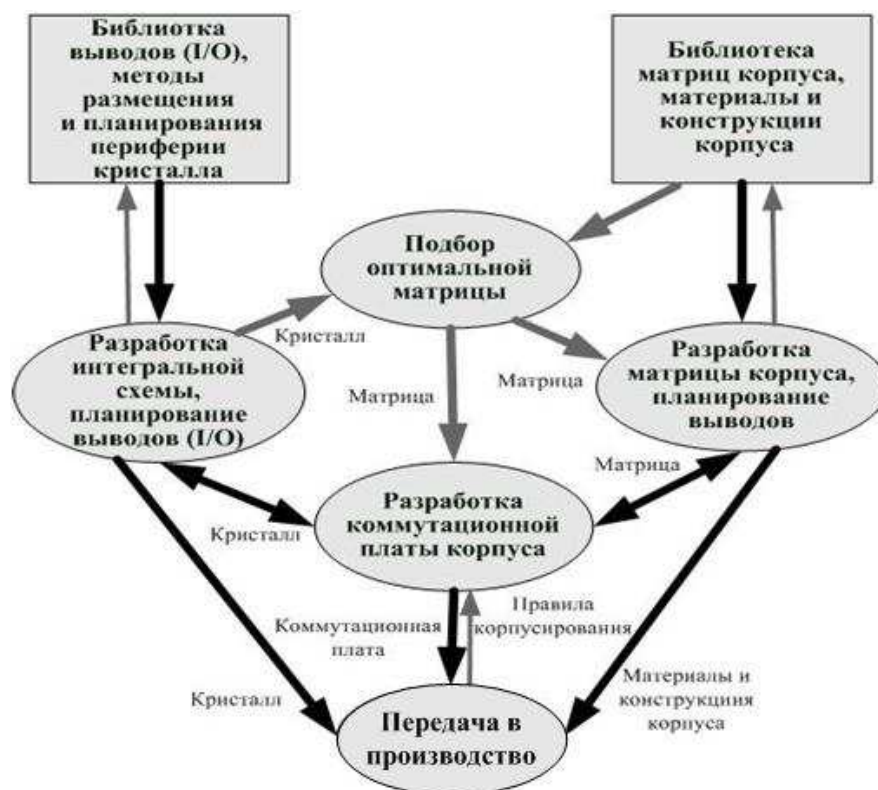 Библиотка
выводов (I/O),
методы
размещения
и планирования
периферии
кристалла
Библиотека
матриц корпуса,
материалы и
конструкции
корпуса
Подбор
оптимальной
матрицы
Кристалл
Матрица
Матрица
Разработка
интегральной
схемы,
планирование
выводов (I/O)
Разработка
матрицы корпуса,
планирование
выводов
Матрица
Кристалл
Разработка
коммутационной
платы корпуса
Коммутационная
плата
Правила
корпусирования
Кристалл
Материалы и
конструкциия
корпуса
Передача в
производство